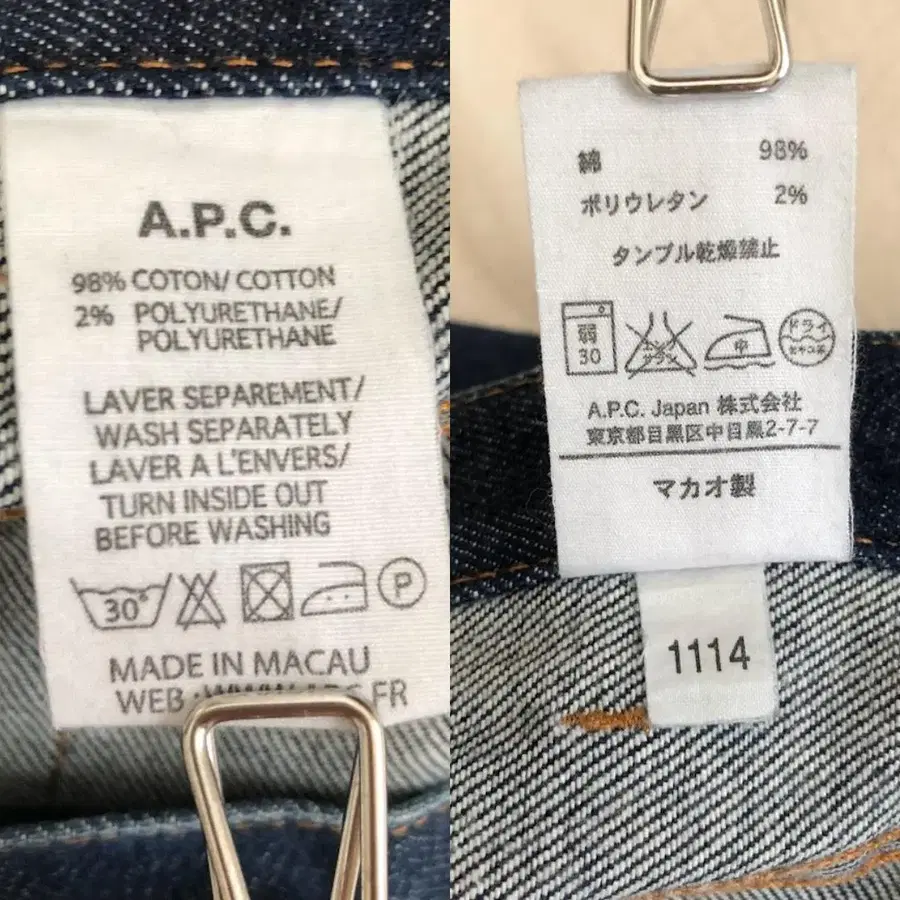 A.P.C.
98% COTON/ COTTON
2% POLYURETHANE/
POLYURETHANE
LAVER SEPAREMENT/
WASH SEPARATELY
LAVER A L'ENVERS/
TURN INSIDE OUT
BEFORE WASHING
30°
P
MADE IN MACAU
WEB
FR
綿 98%
ポリウレタン 2%
タンブル乾燥禁止
弱
30
中
ドライ
A.P.C. Japan 株式会社
東京都目黒区中目黒2-7-7
マカオ製
1114